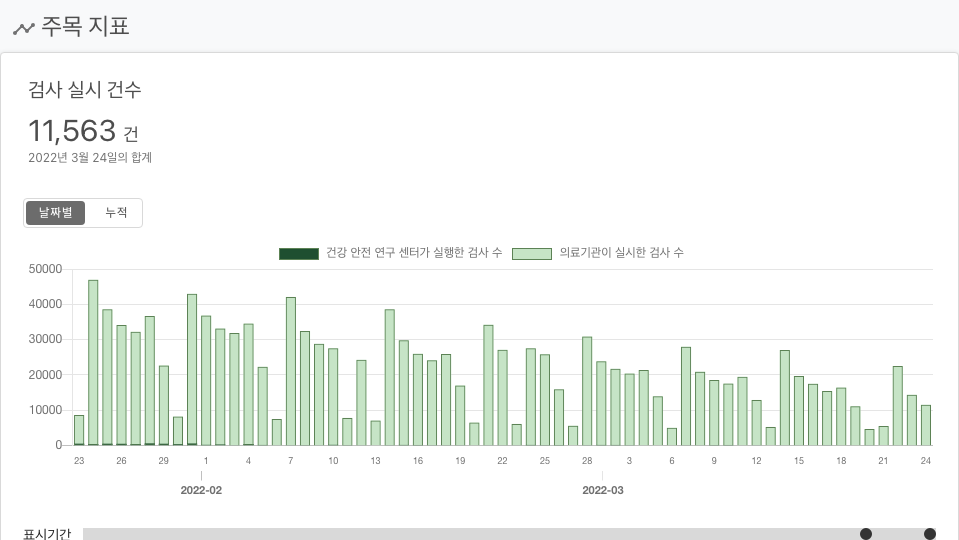 주목 지표
검사 실시 건수
11,563 건
2022년 3월 24일의 합계
날짜별 누적
건강 안전 연구 센터가 실행한 검사 수 의료기관이 실시한 검사 수
50000
40000
30000
20000
10000
0
23 26 29 1 4 7 10 13 16 19 22 25 28 3 6 9 12 15 18 21 24
2022-02 2022-03
표시기간